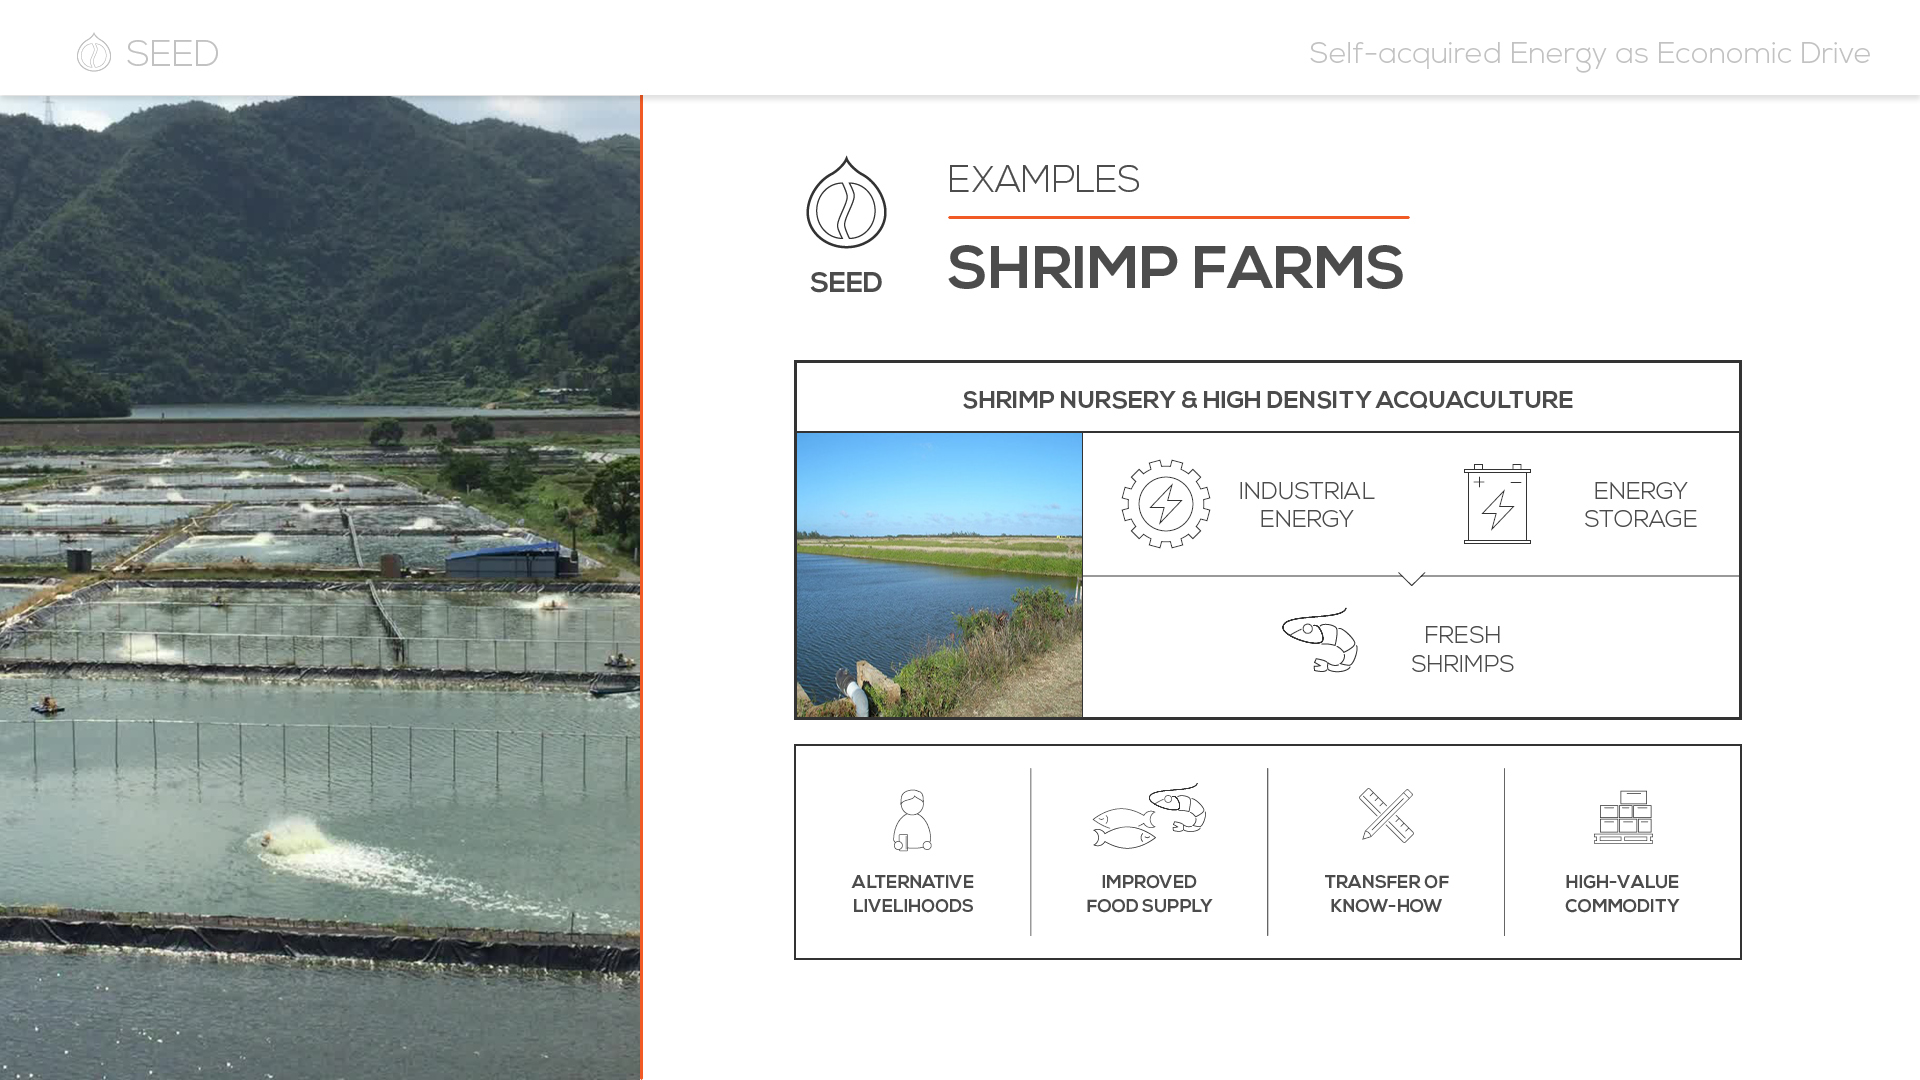 SEED
Self-acquired Energy as Economic Drive
EXAMPLES
SHRIMP FARMS
SEED
SHRIMP NURSERY & HIGH DENSITY ACQUACULTURE
INDUSTRIAL
ENERGY
ENERGY
STORAGE
FRESH
SHRIMPS
ALTERNATIVE
LIVELIHOODS
IMPROVED
FOOD SUPPLY
TRANSFER OF
KNOW-HOW
HIGH-VALUE
COMMODITY